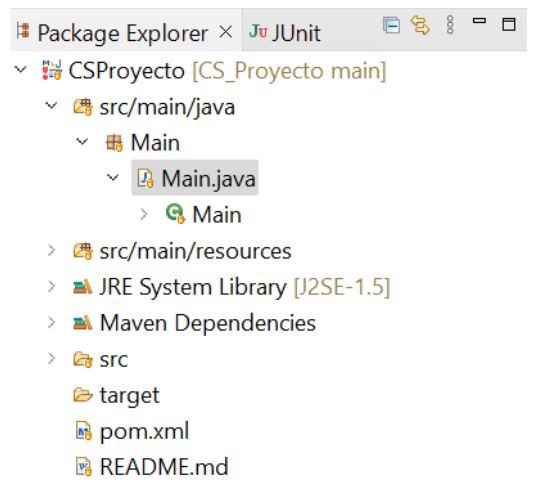 Package Explorer × Ju JUnit
CSProyecto [CS_Proyecto main]
src/main/java
Main
Main.java
Main
src/main/resources
JRE System Library [J2SE-1.5]
Maven Dependencies
src
target
pom.xml
README.md